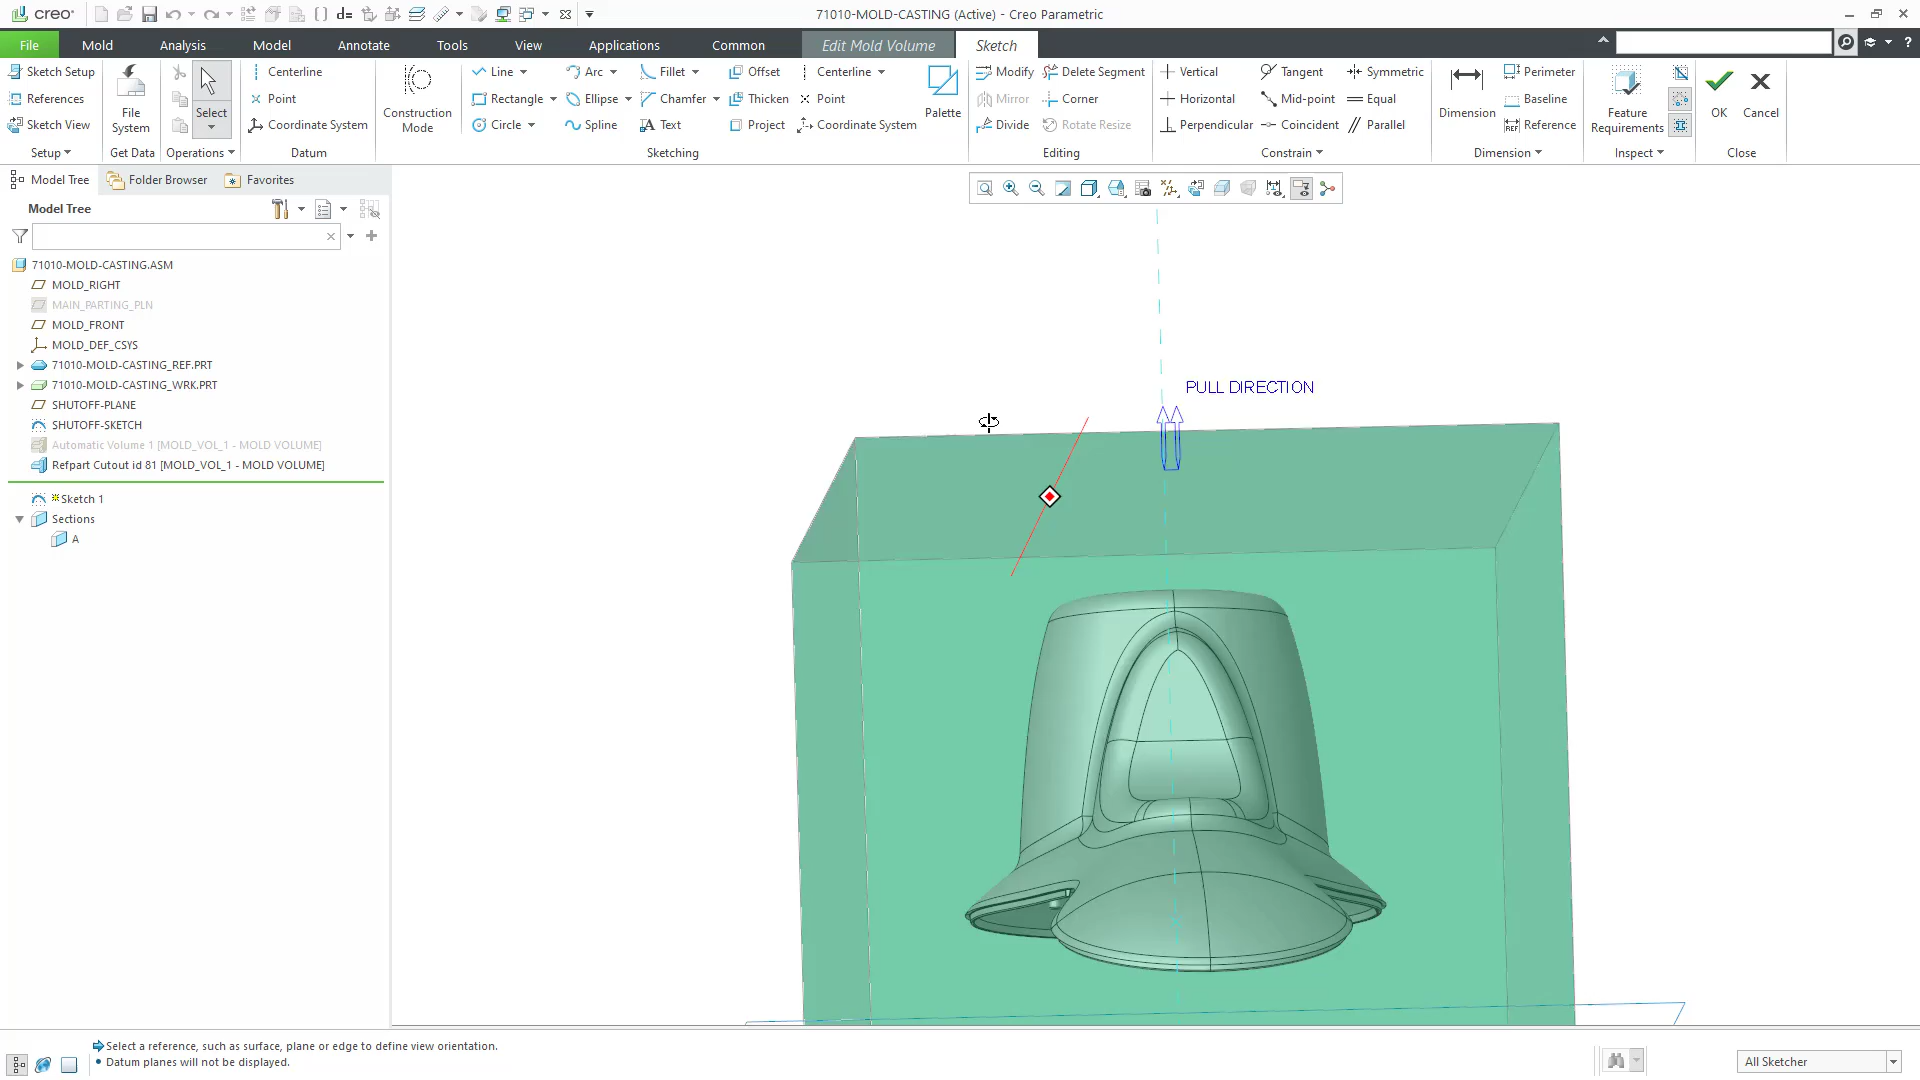 creo
d=
71010-MOLD-CASTING (Active) - Creo Parametric
File
Mold
Analysis
Model
Annotate
Tools
View
Applications
Common
Edit Mold Volume
Sketch
?
Sketch Setup
References
Sketch View
Setup
File System
Get Data
Select
Operations
Centerline
Point
Coordinate System
Datum
Construction Mode
Line
Rectangle
Circle
Arc
Ellipse
Spline
Fillet
Chamfer
Text
Offset
Thicken
Project
Centerline
Point
Coordinate System
Palette
Sketching
Modify
Mirror
Divide
Delete Segment
Corner
Rotate Resize
Editing
Vertical
Horizontal
Perpendicular
Tangent
Mid-point
Coincident
Symmetric
Equal
Parallel
Constrain
Dimension
Perimeter
Baseline
Reference
Dimension
Feature Requirements
Inspect
OK
Cancel
Close
Model Tree
Folder Browser
Favorites
Model Tree
71010-MOLD-CASTING.ASM
MOLD_RIGHT
MAIN_PARTING_PLN
MOLD_FRONT
MOLD_DEF_CSYS
71010-MOLD-CASTING_REF.PRT
71010-MOLD-CASTING_WRK.PRT
SHUTOFF-PLANE
SHUTOFF-SKETCH
Automatic Volume 1 [MOLD_VOL_1 - MOLD VOLUME]
Refpart Cutout id 81 [MOLD_VOL_1 - MOLD VOLUME]
Sketch 1
Sections
A
PULL DIRECTION
Select a reference, such as surface, plane or edge to define view orientation.
• Datum planes will not be displayed.
All Sketcher